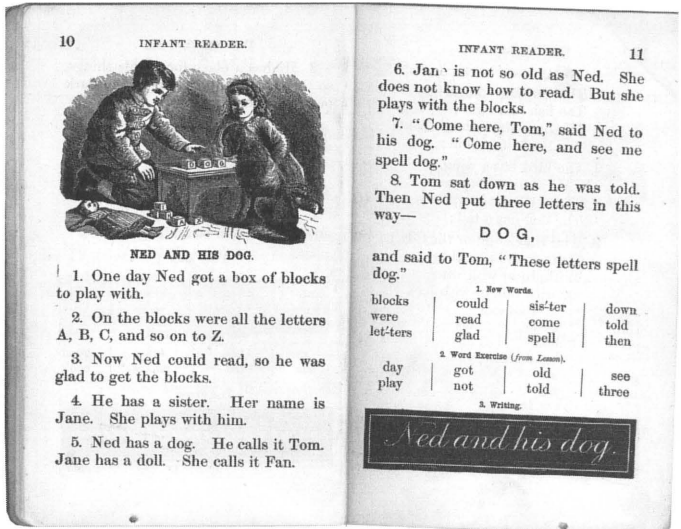 10
INFANT READER.
NED AND HIS DOG.
1. One day Ned got a box of blocks
to play with.
2. On the blocks were all the letters
A, B, C, and so on to Z.
3. Now Ned could read, so he was
glad to get the blocks.
4. He has a sister. Her name is
Jane. She plays with him.
5. Ned has a dog. He calls it Tom.
Jane has a doll. She calls it Fan.
INFANT READER.
11
6. Jane is not so old as Ned. She
does not know how to read. But she
plays with the blocks.
7. "Come here, Tom," said Ned to
his dog. "Come here, and see me
spell dog."
8. Tom sat down as he was told.
Then Ned put three letters in this
way—
DOG,
and said to Tom, "These letters spell
dog."
1. New Words.
blocks could sis-́ter down
were read come told
let-́ters glad spell then
2. Word Exercise (from Lesson).
day got old see
play not told three
3. Writing.
Ned and his dog.